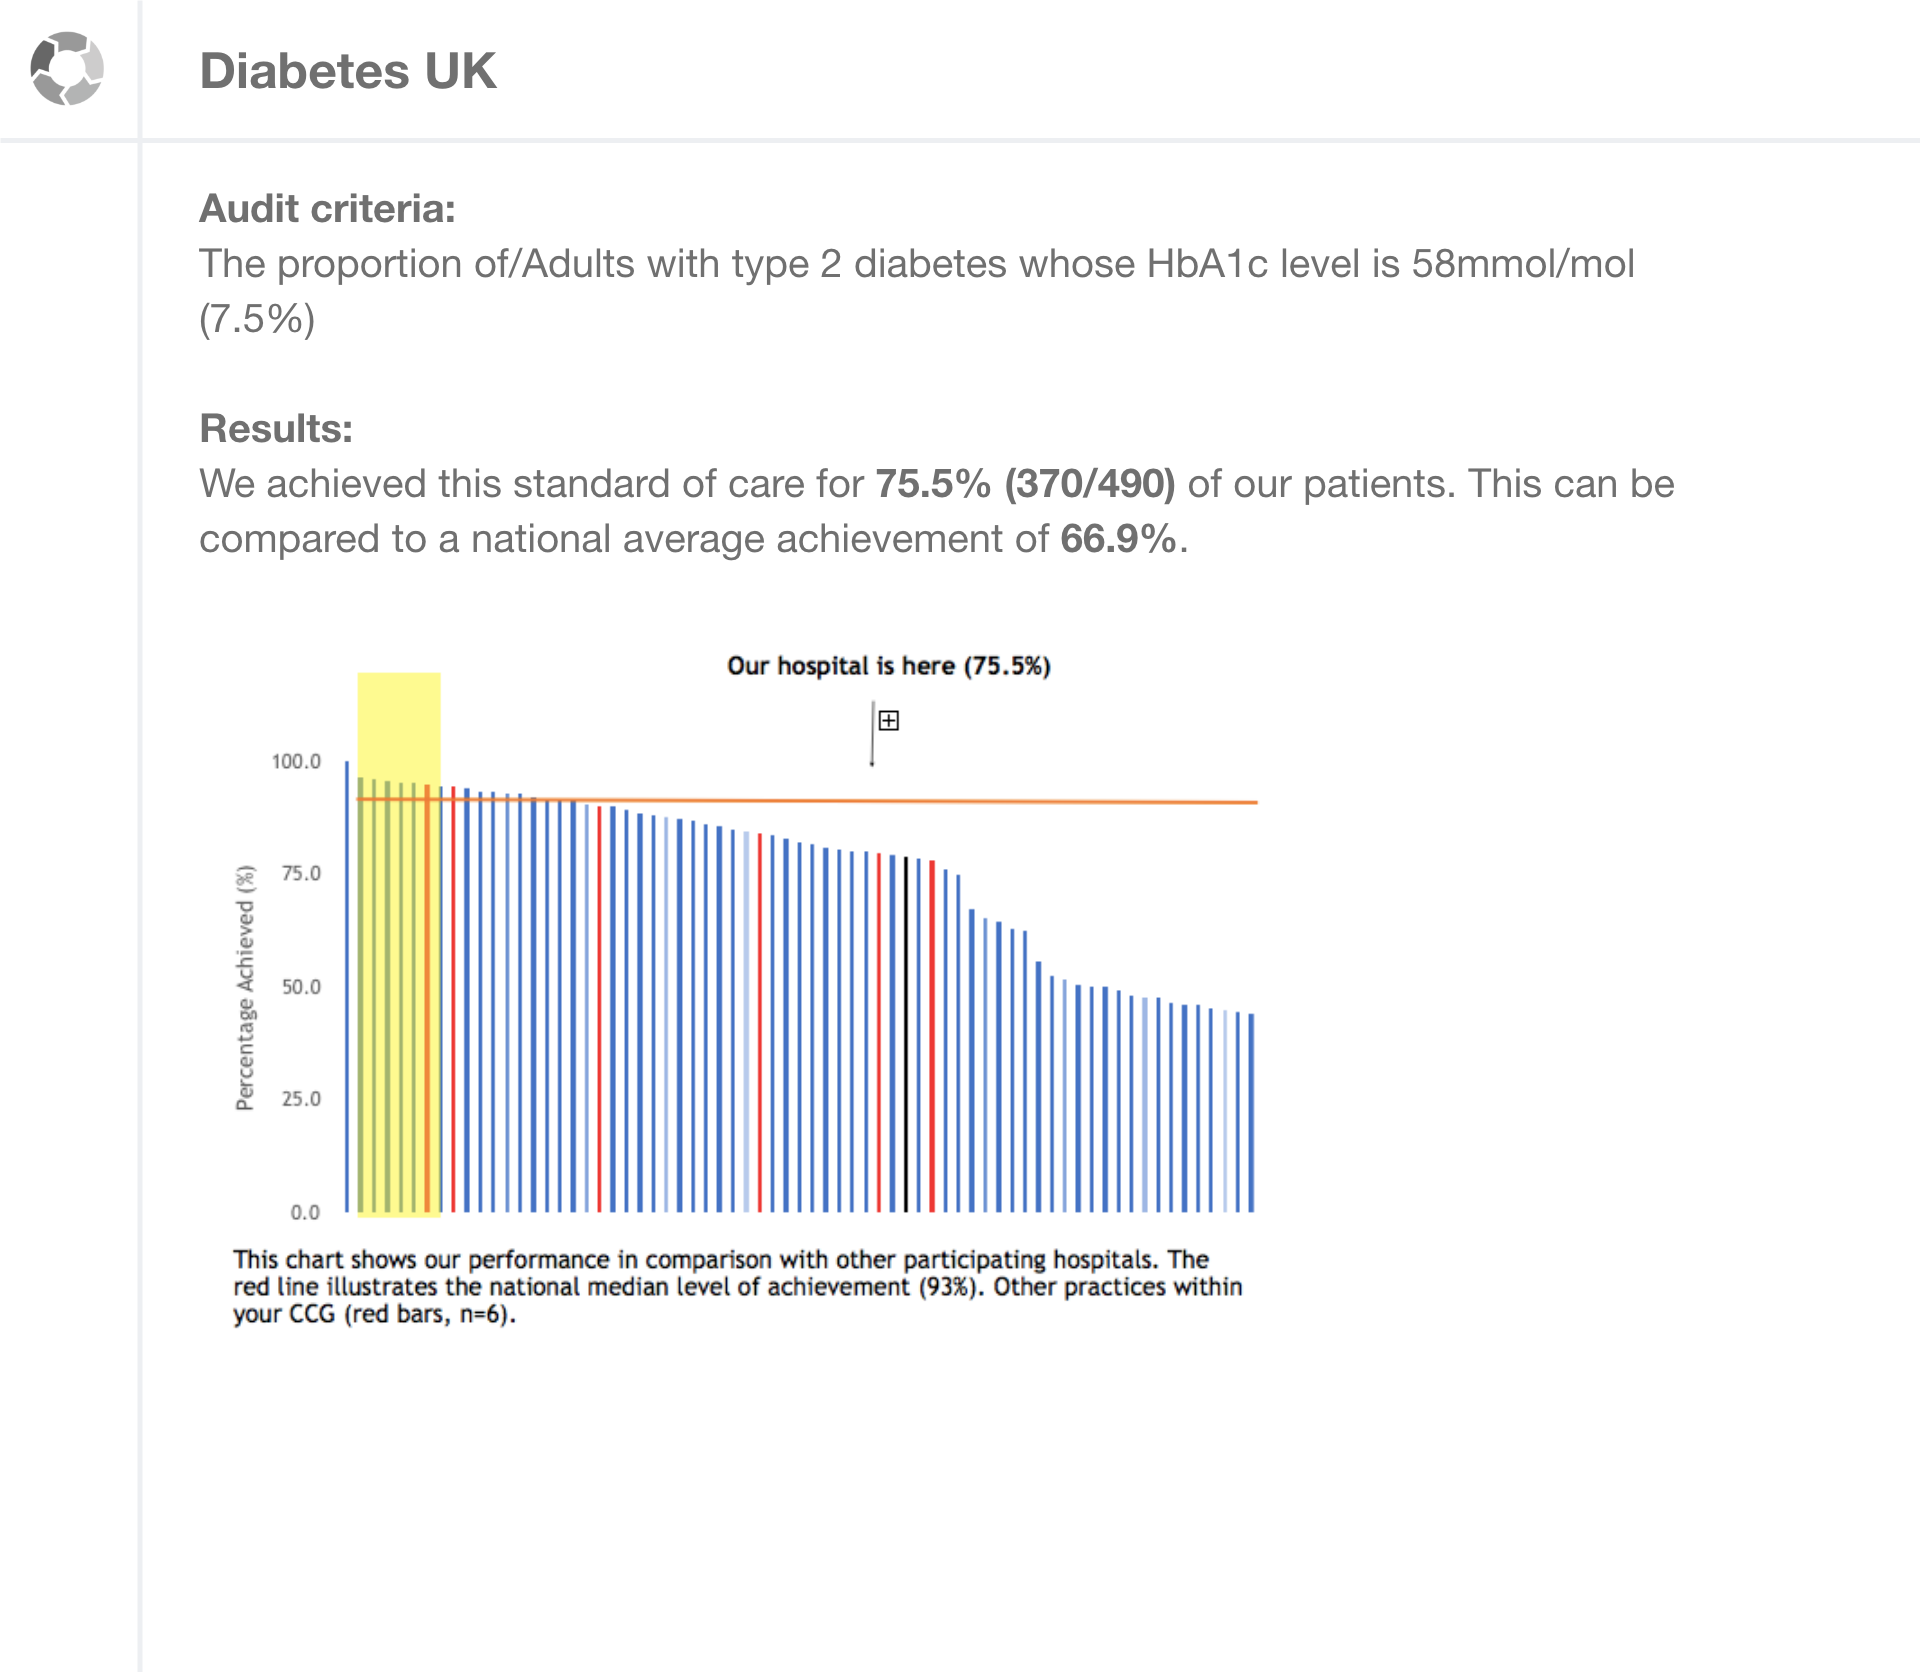 Diabetes UK
Audit criteria:
The proportion of/Adults with type 2 diabetes whose HbA1c level is 58mmol/mol
(7.5%)
Results:
We achieved this standard of care for 75.5% (370/490) of our patients. This can be
compared to a national average achievement of 66.9%.
Our hospital is here (75.5%)
100.0
75.0
50.0
25.0
0.0
Percentage Achieved (%)
This chart shows our performance in comparison with other participating hospitals. The
red line illustrates the national median level of achievement (93%). Other practices within
your CCG (red bars, n=6).